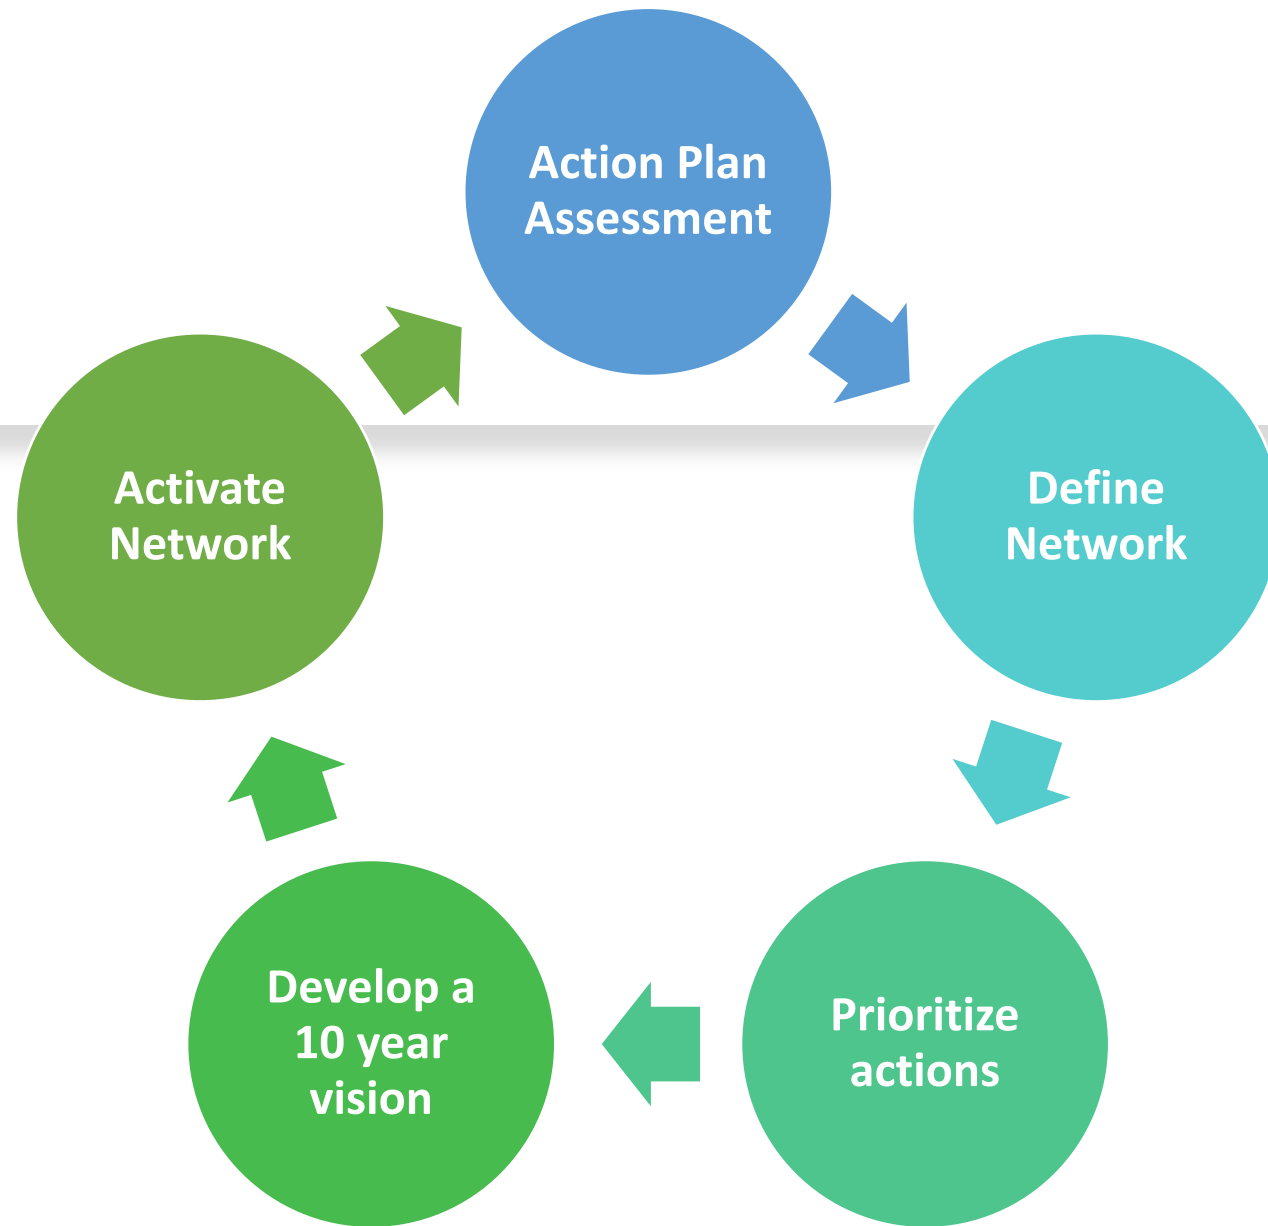 Action Plan
Assessment
Define
Network
Prioritize
actions
Develop a
10 year
vision
Activate
Network